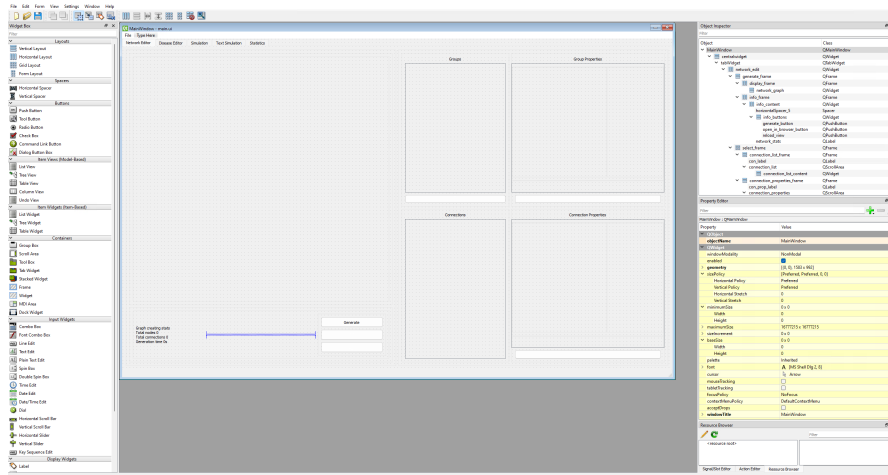 File Edit Form View Settings Window Help
Widget Box
Filter
Layouts
Vertical Layout
Horizontal Layout
Grid Layout
Form Layout
Spacers
Horizontal Spacer
Vertical Spacer
Buttons
Push Button
Tool Button
Radio Button
Check Box
Command Link Button
Dialog Button Box
Item Views (Model-Based)
List View
Tree View
Table View
Column View
Undo View
Item Widgets (Item-Based)
List Widget
Tree Widget
Table Widget
Containers
Group Box
Scroll Area
Tool Box
Tab Widget
Stacked Widget
Frame
Widget
MDI Area
Dock Widget
Input Widgets
Combo Box
Font Combo Box
Line Edit
Text Edit
Plain Text Edit
Spin Box
Double Spin Box
Time Edit
Date Edit
Date/Time Edit
Dial
Horizontal Scroll Bar
Vertical Scroll Bar
Horizontal Slider
Vertical Slider
Key Sequence Edit
Display Widgets
Label
MainWindow - main.ui
File Type Here
Network Editor Disease Editor Simulation Test Simulation Statistics
Groups Group Properties
Connections Connection Properties
Graph creating stats
Total nodes 0
Total connections 0
Generation time 0s
Generate
Object Inspector
Filter
Object Class
MainWindow QMainWindow
centralwidget QWidget
tabWidget QTabWidget
network_edit QWidget
generate_frame QFrame
display_frame QFrame
network_graph QWidget
info_frame QFrame
info_content QWidget
horizontalSpacer_5 Spacer
info_buttons QWidget
generate_button QPushButton
open_in_browser_button QPushButton
reload_view QPushButton
network_stats QLabel
select_frame QFrame
connection_list_frame QFrame
con_label QLabel
connection_list QScrollArea
connection_list_content QWidget
connection_properties_frame QFrame
con_prop_label QLabel
connection_properties QScrollArea
Property Editor
Filter
MainWindow : QMainWindow
Property Value
QObject
objectName MainWindow
QWidget
windowModality NonModal
enabled
geometry
sizePolicy [Preferred, Preferred, 0, 0]
Horizontal Policy Preferred
Vertical Policy Preferred
Horizontal Stretch 0
Vertical Stretch 0
minimumSize 0 x 0
Width 0
Height 0
maximumSize 16777215 x 16777215
sizeIncrement 0 x 0
baseSize 0 x 0
Width 0
Height 0
palette Inherited
font A [MS Shell Dlg 2, 8]
cursor Arrow
mouseTracking
tabletTracking
focusPolicy NoFocus
contextMenuPolicy DefaultContextMenu
acceptDrops
windowTitle MainWindow
Resource Browser
Filter
<resource root>
Signal/Slot Editor Action Editor Resource Browser